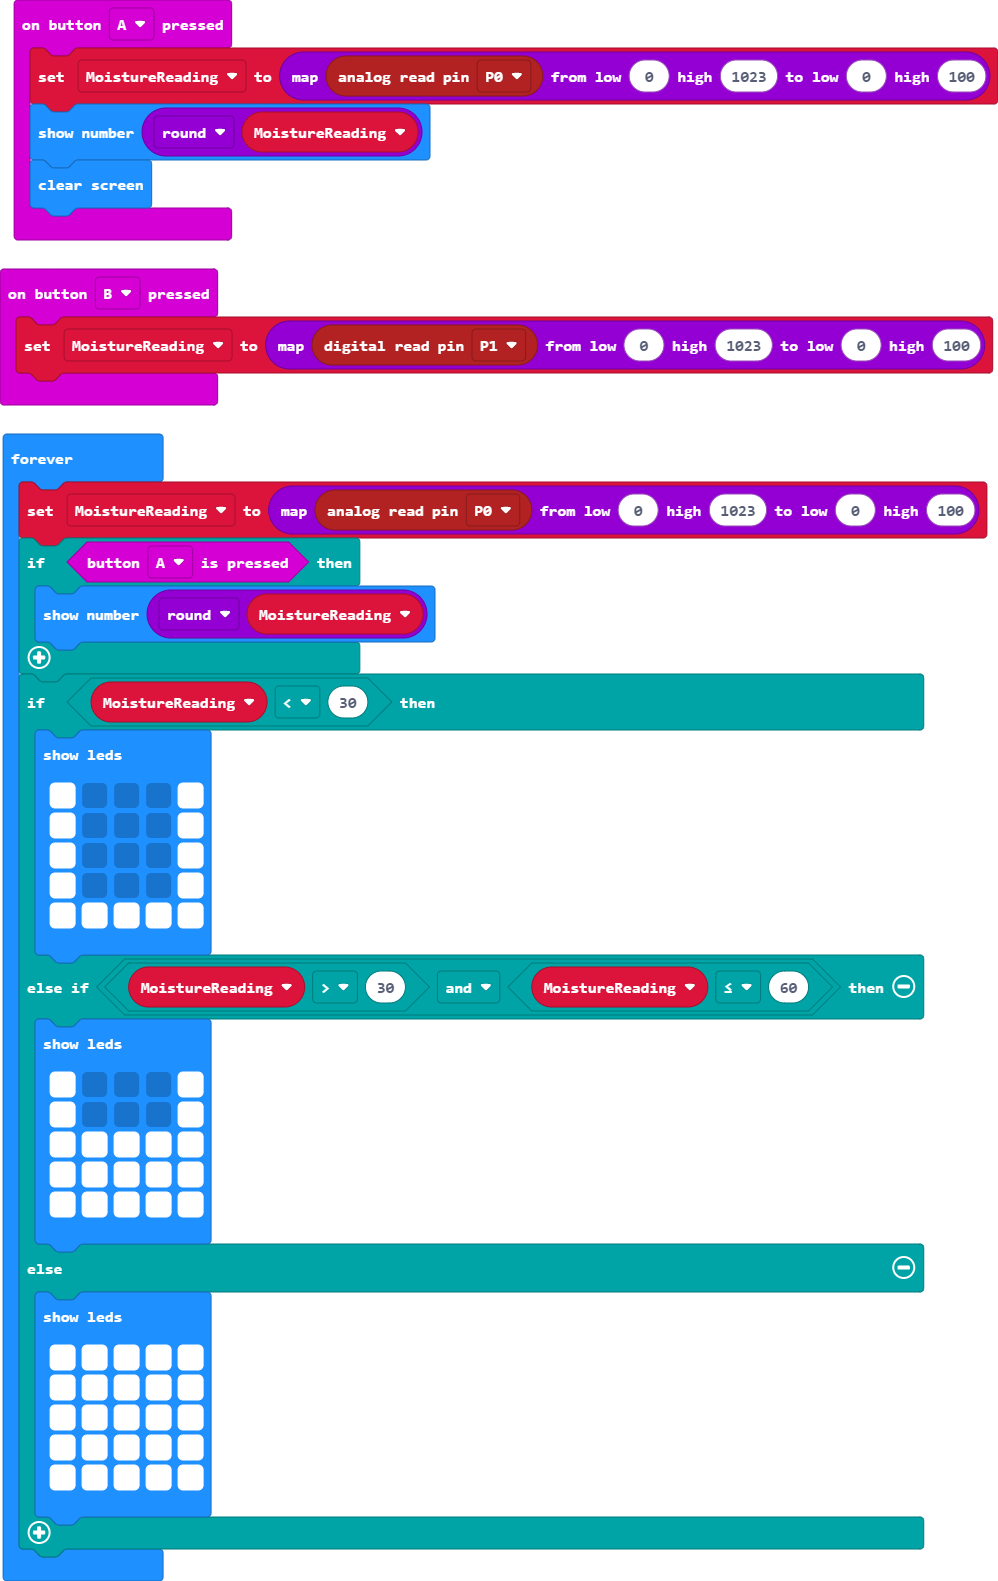 on button A pressed
set MoistureReading to map analog read pin P0 from low 0 high 1023 to low 0 high 100
show number round MoistureReading
clear screen
on button B pressed
set MoistureReading to map digital read pin P1 from low 0 high 1023 to low 0 high 100
forever
set MoistureReading to map analog read pin P0 from low 0 high 1023 to low 0 high 100
if button A is pressed then
show number round MoistureReading
if MoistureReading < 30 then
show leds
else if MoistureReading > 30 and MoistureReading ≤ 60 then
show leds
else
show leds